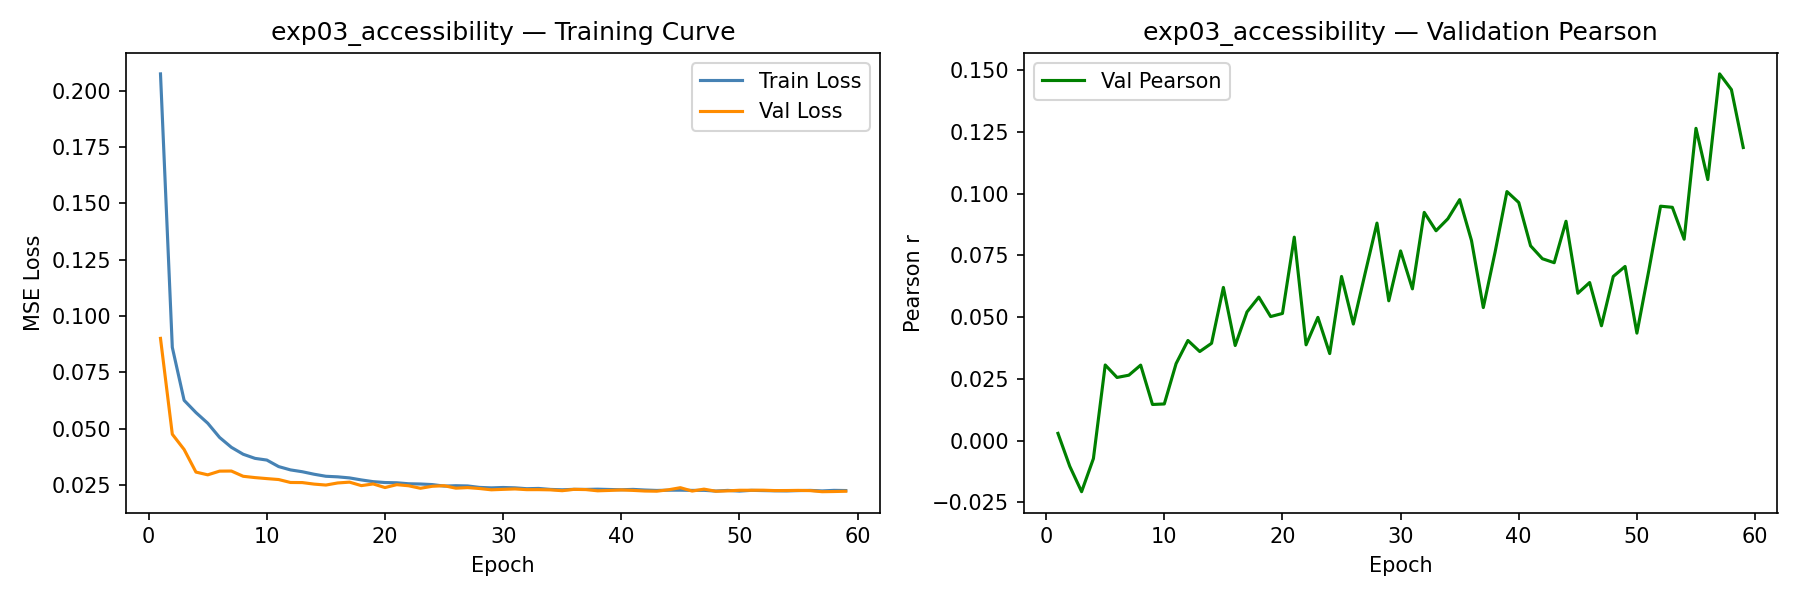 exp03_accessibility — Training Curve
MSE Loss
0.200
0.175
0.150
0.125
0.100
0.075
0.050
0.025
Train Loss
Val Loss
0 10 20 30 40 50 60
Epoch
exp03_accessibility — Validation Pearson
Pearson r
0.150
0.125
0.100
0.075
0.050
0.025
0.000
−0.025
Val Pearson
0 10 20 30 40 50 60
Epoch